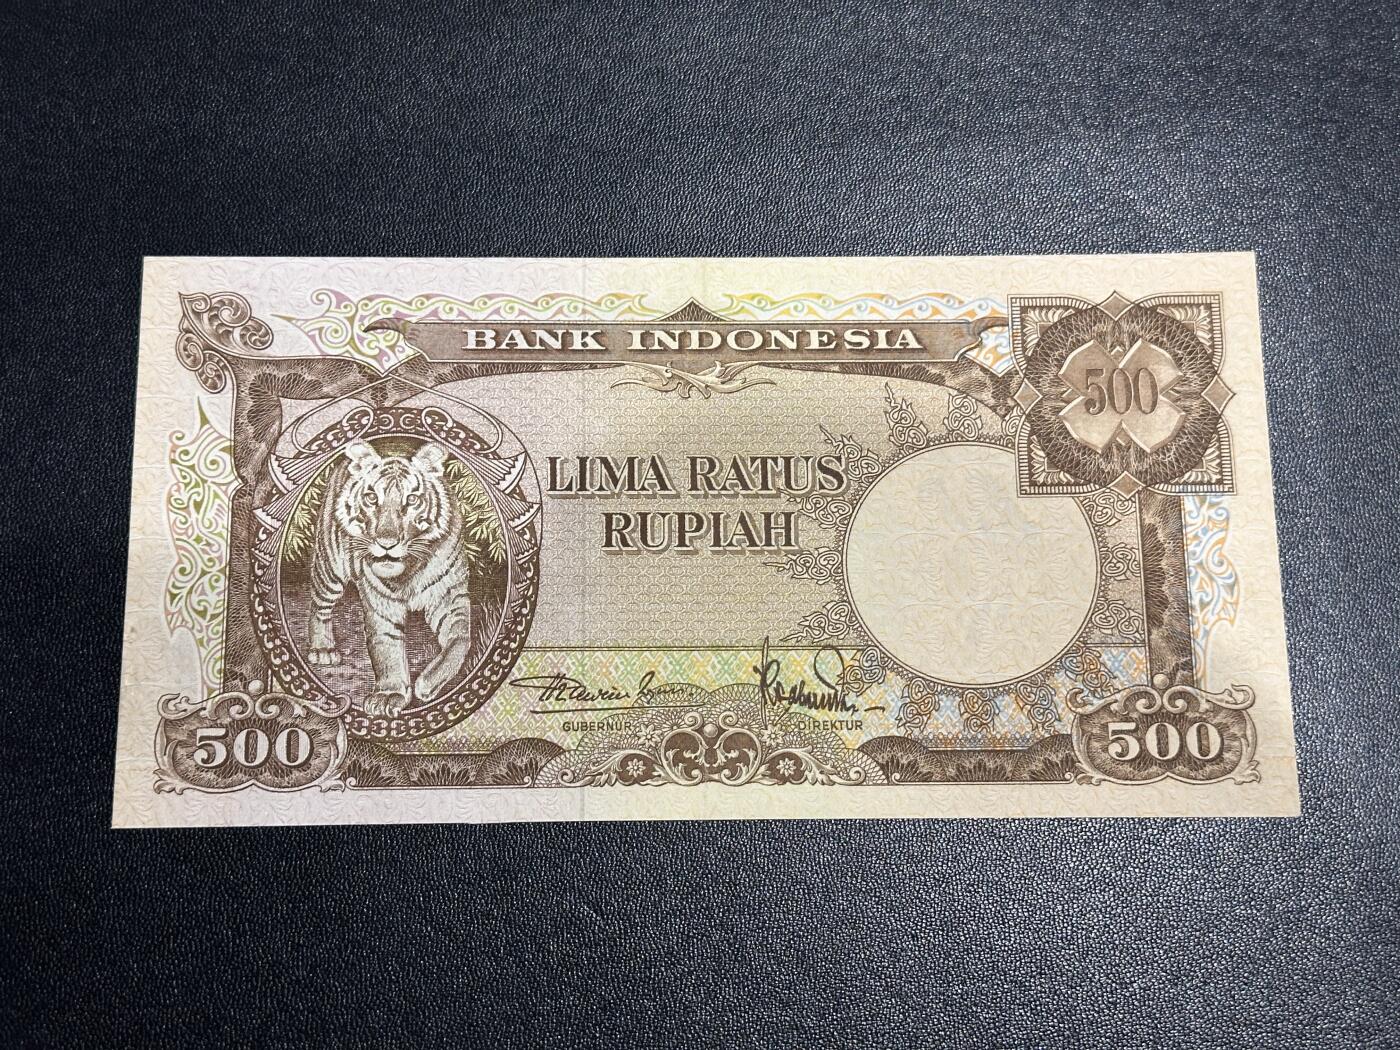 BANK INDONESIA
500
LIMA RATUS
RUPIAH
GUBERNUR
DIREKTUR
500
500